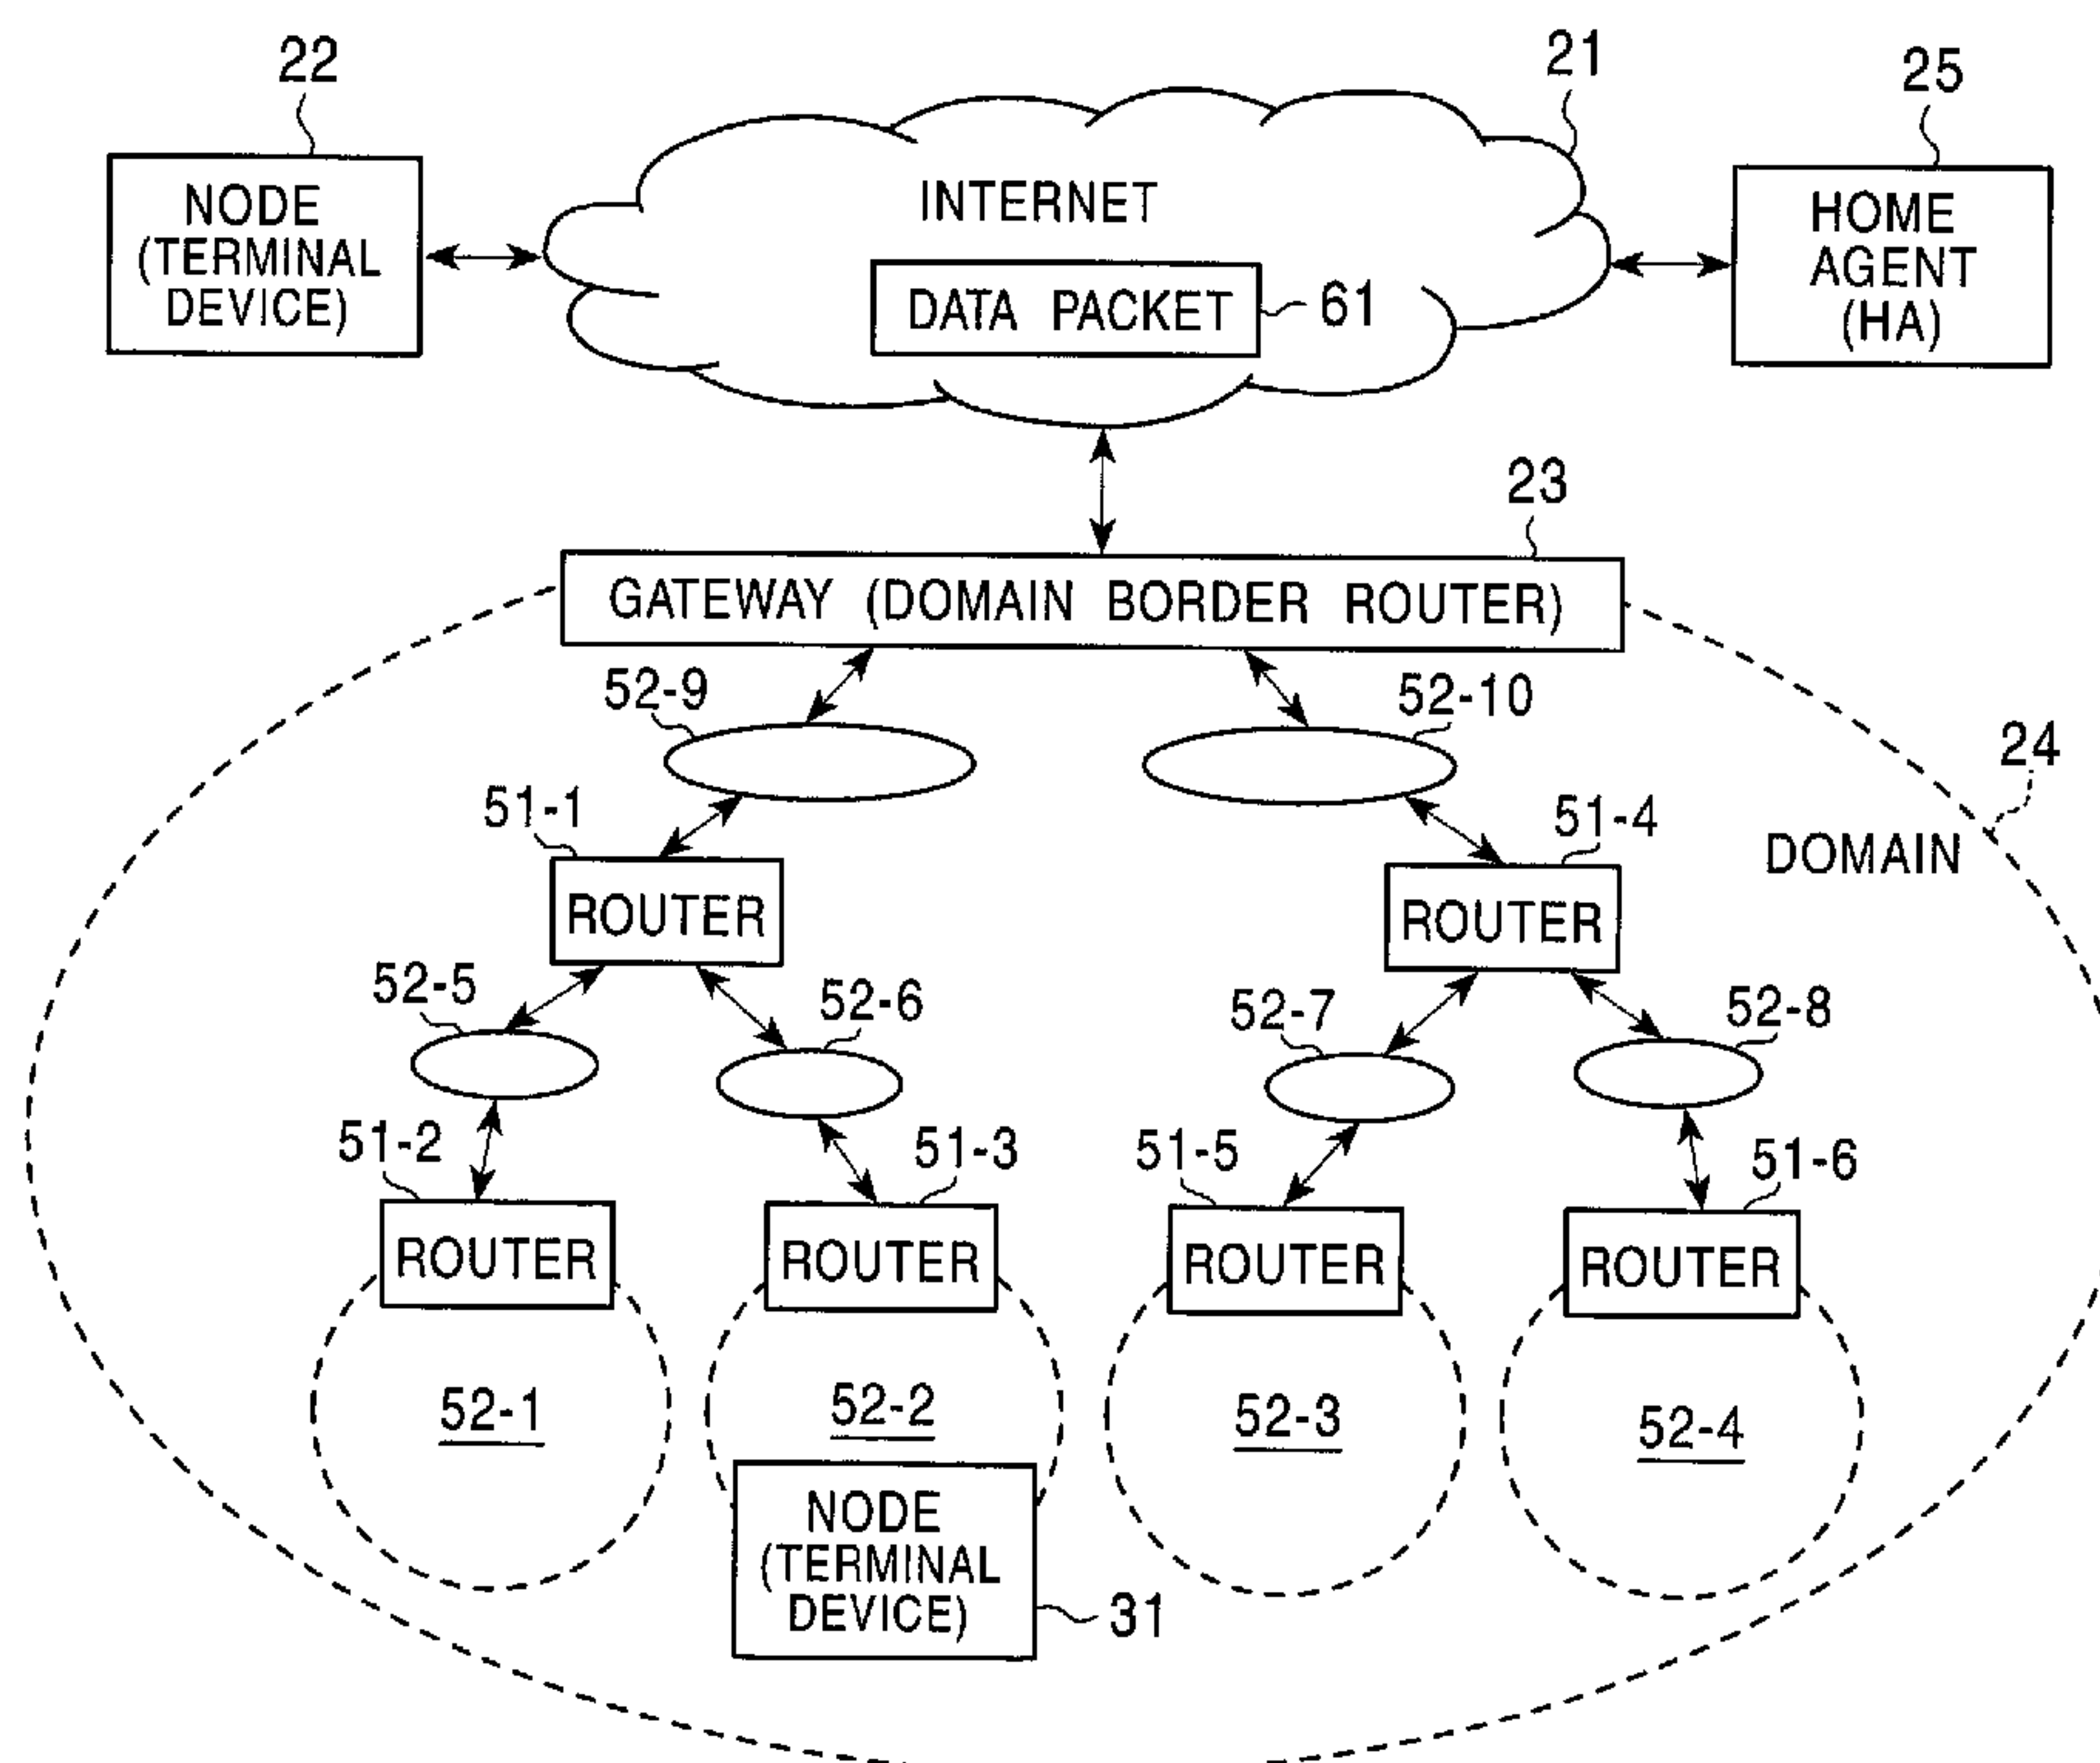 22
21
25
NODE
(TERMINAL
DEVICE)
INTERNET
DATA PACKET
61
HOME
AGENT
(HA)
23
GATEWAY (DOMAIN BORDER ROUTER)
52-9
52-10
24
DOMAIN
51-1
51-4
ROUTER
ROUTER
52-5
52-6
52-7
52-8
51-2
51-3
51-5
51-6
ROUTER
ROUTER
ROUTER
ROUTER
52-1
52-2
52-3
52-4
NODE
(TERMINAL
DEVICE)
31